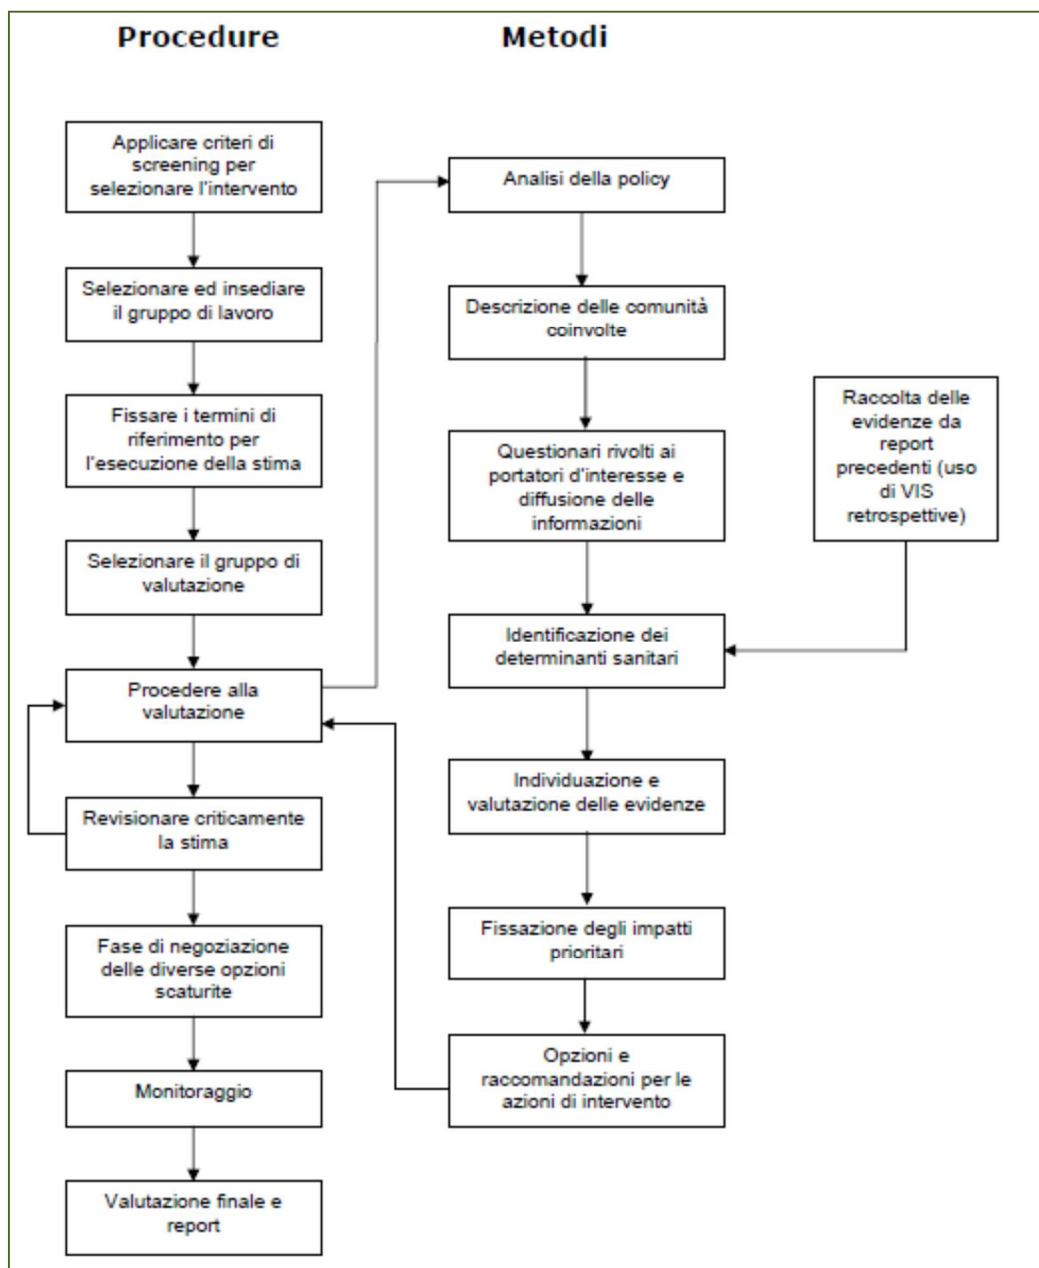 Procedure
Applicare criteri di
screening per
selezionare l'intervento
Selezionare ed insediare
il gruppo di lavoro
Fissare i termini di
riferimento per
l'esecuzione della stima
Selezionare il gruppo di
valutazione
Procedere alla
valutazione
Revisionare criticamente
la stima
Fase di negoziazione
delle diverse opzioni
scaturite
Monitoraggio
Valutazione finale e
report
Metodi
Analisi della policy
Descrizione delle comunità
coinvolte
Questionari rivolti ai
portatori d'interesse e
diffusione delle
informazioni
Identificazione dei
determinanti sanitari
Individuazione e
valutazione delle evidenze
Fissazione degli impatti
prioritari
Opzioni e
raccomandazioni per le
azioni di intervento
Raccolta delle
evidenze da
report
precedenti (uso
di VIS
retrospettive)